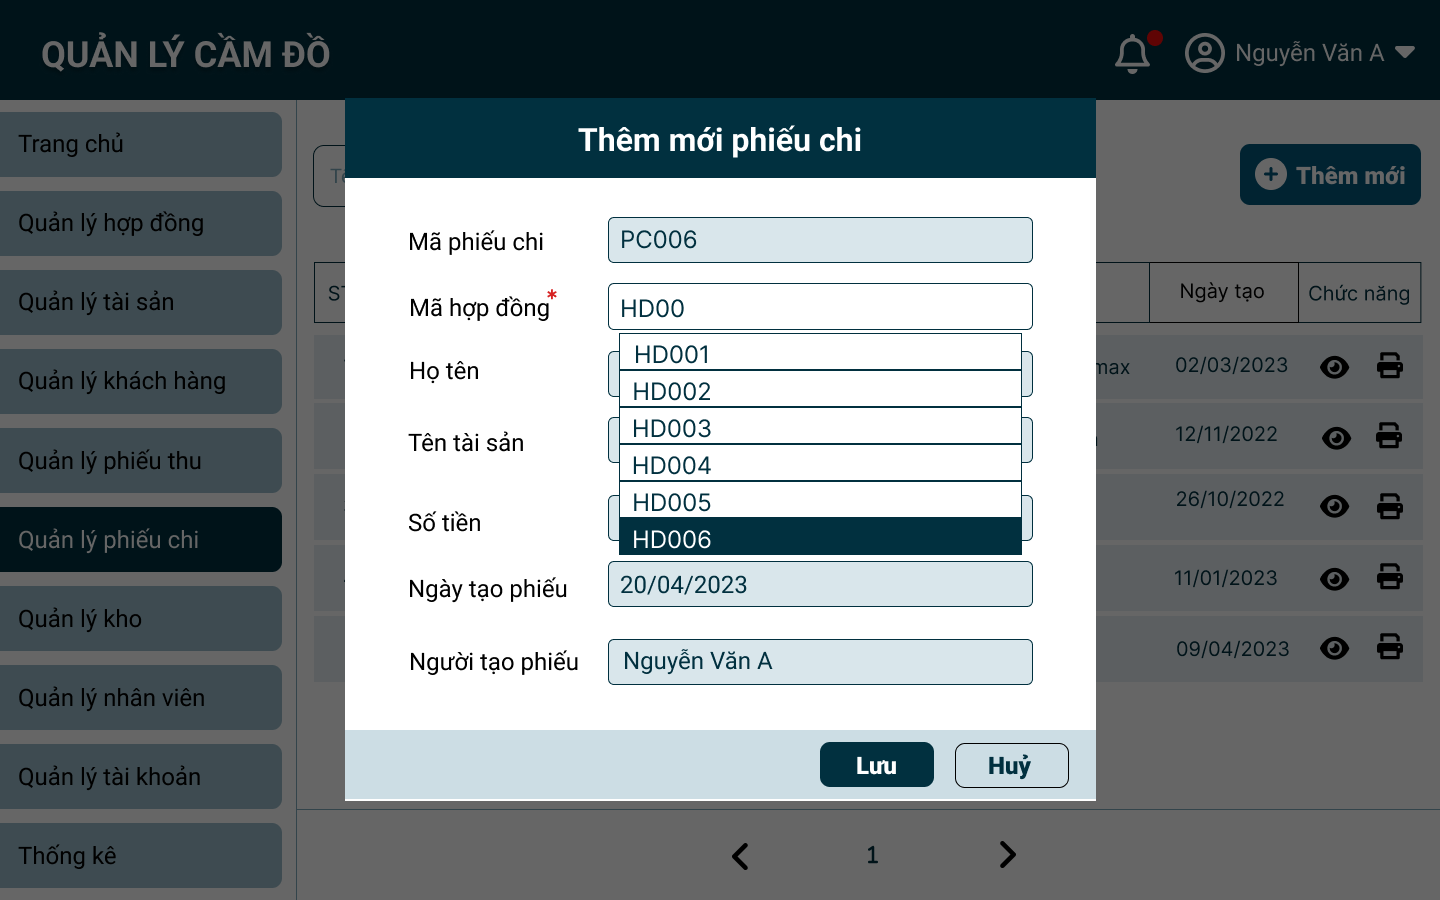 QUẢN LÝ CẦM ĐỒ
Nguyễn Văn A
Trang chủ
Quản lý hợp đồng
Quản lý tài sản
Quản lý khách hàng
Quản lý phiếu thu
Quản lý phiếu chi
Quản lý kho
Quản lý nhân viên
Quản lý tài khoản
Thống kê
Thêm mới
Ngày tạo
Chức năng
max
02/03/2023
12/11/2022
26/10/2022
11/01/2023
09/04/2023
1
Thêm mới phiếu chi
Mã phiếu chi
PC006
Mã hợp đồng*
HD00
HD001
HD002
HD003
HD004
HD005
HD006
Họ tên
Tên tài sản
Số tiền
Ngày tạo phiếu
20/04/2023
Người tạo phiếu
Nguyễn Văn A
Lưu
Huỷ